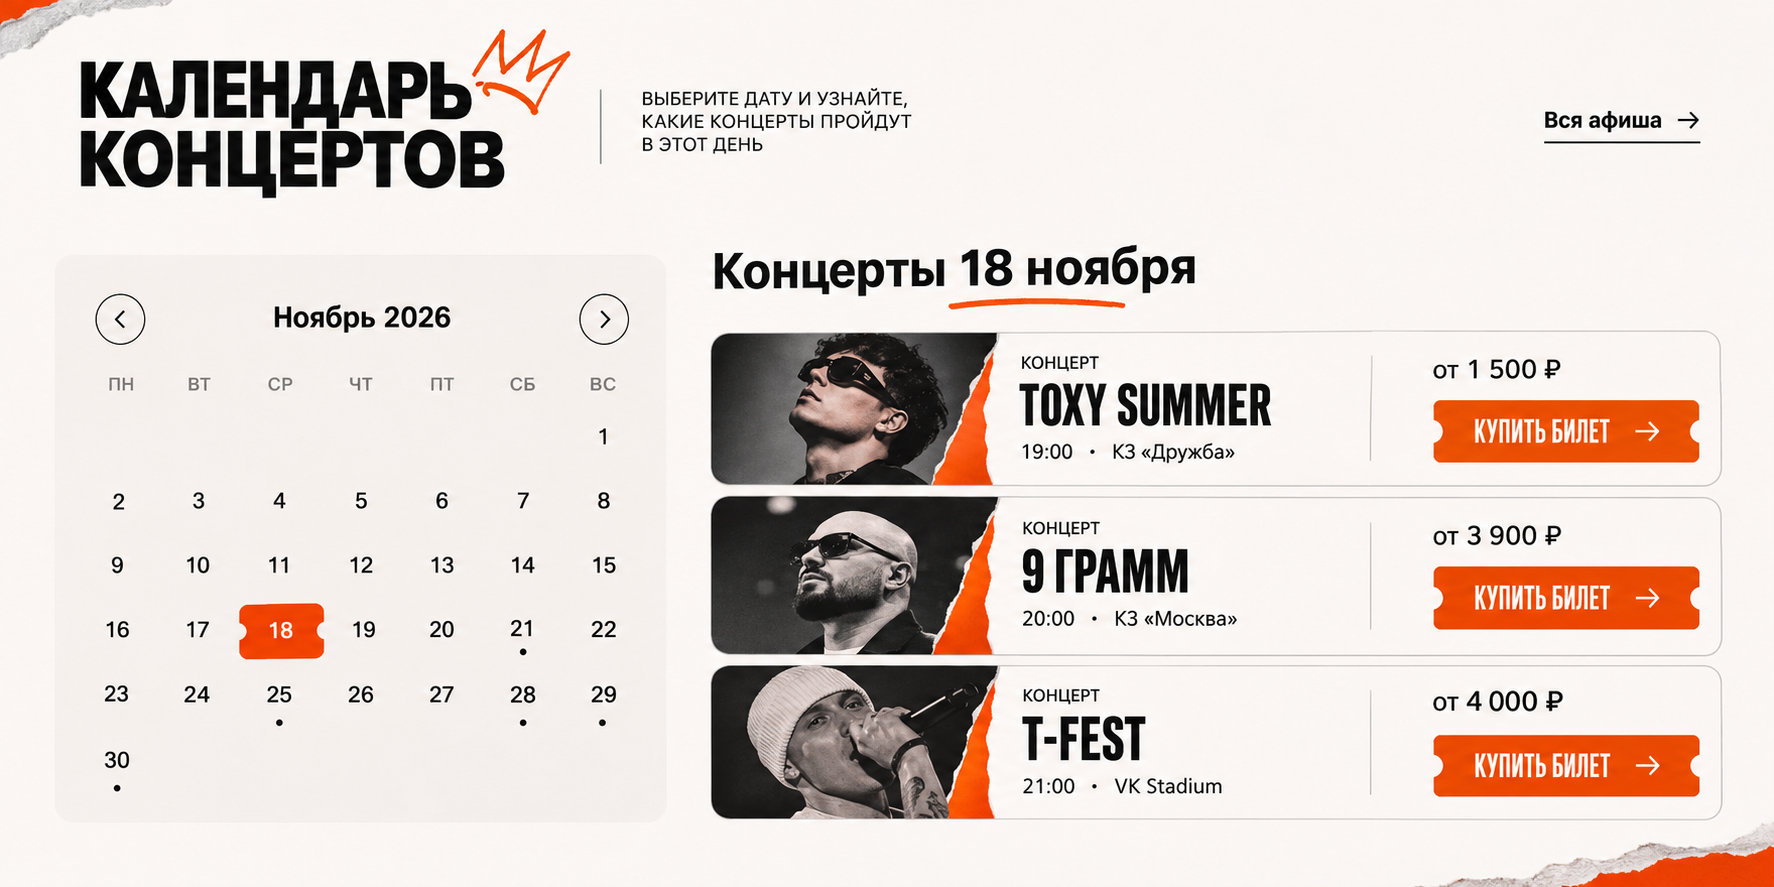 КАЛЕНДАРЬ
КОНЦЕРТОВ
ВЫБЕРИТЕ ДАТУ И УЗНАЙТЕ,
КАКИЕ КОНЦЕРТЫ ПРОЙДУТ
В ЭТОТ ДЕНЬ
Вся афиша →
Ноябрь 2026
ПН ВТ СР ЧТ ПТ СБ ВС
1
2 3 4 5 6 7 8
9 10 11 12 13 14 15
16 17 18 19 20 21 22
23 24 25 26 27 28 29
30
Концерты 18 ноября
КОНЦЕРТ
TOXY SUMMER
19:00 • КЗ «Дружба»
от 1 500 ₽
КУПИТЬ БИЛЕТ →
КОНЦЕРТ
9 ГРАММ
20:00 • КЗ «Москва»
от 3 900 ₽
КУПИТЬ БИЛЕТ →
КОНЦЕРТ
T-FEST
21:00 • VK Stadium
от 4 000 ₽
КУПИТЬ БИЛЕТ →